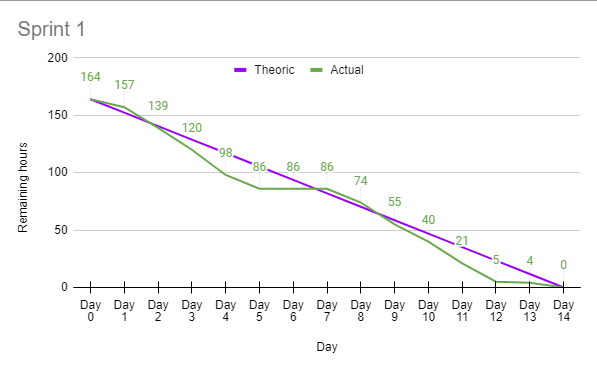 Sprint 1
Theoric Actual
Remaining hours
200
150
100
50
0
164 157 139 120 98 86 86 86 74 55 40 21 5 4 0
Day 0 Day 1 Day 2 Day 3 Day 4 Day 5 Day 6 Day 7 Day 8 Day 9 Day 10 Day 11 Day 12 Day 13 Day 14
Day